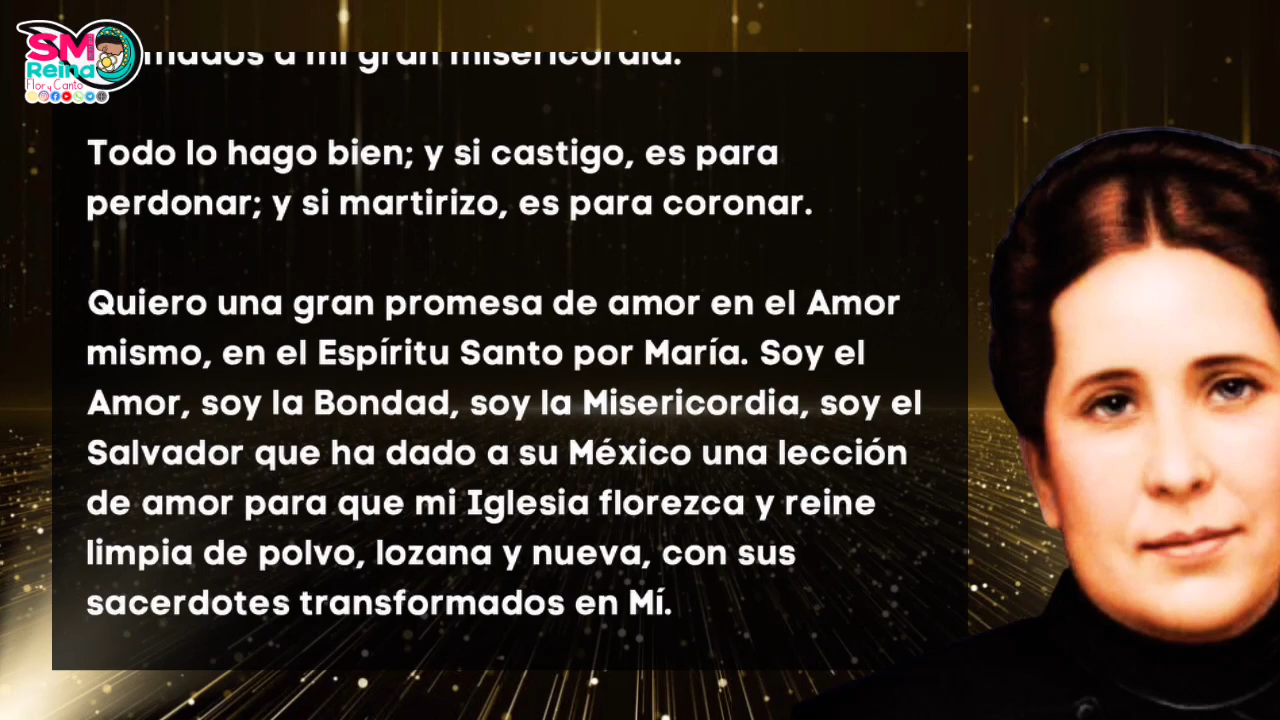 SM
Reina
Flor y Canto
a mi gran misericordia.
Todo lo hago bien; y si castigo, es para
perdonar; y si martirizo, es para coronar.
Quiero una gran promesa de amor en el Amor
mismo, en el Espíritu Santo por María. Soy el
Amor, soy la Bondad, soy la Misericordia, soy el
Salvador que ha dado a su México una lección
de amor para que mi Iglesia florezca y reine
limpia de polvo, lozana y nueva, con sus
sacerdotes transformados en Mí.